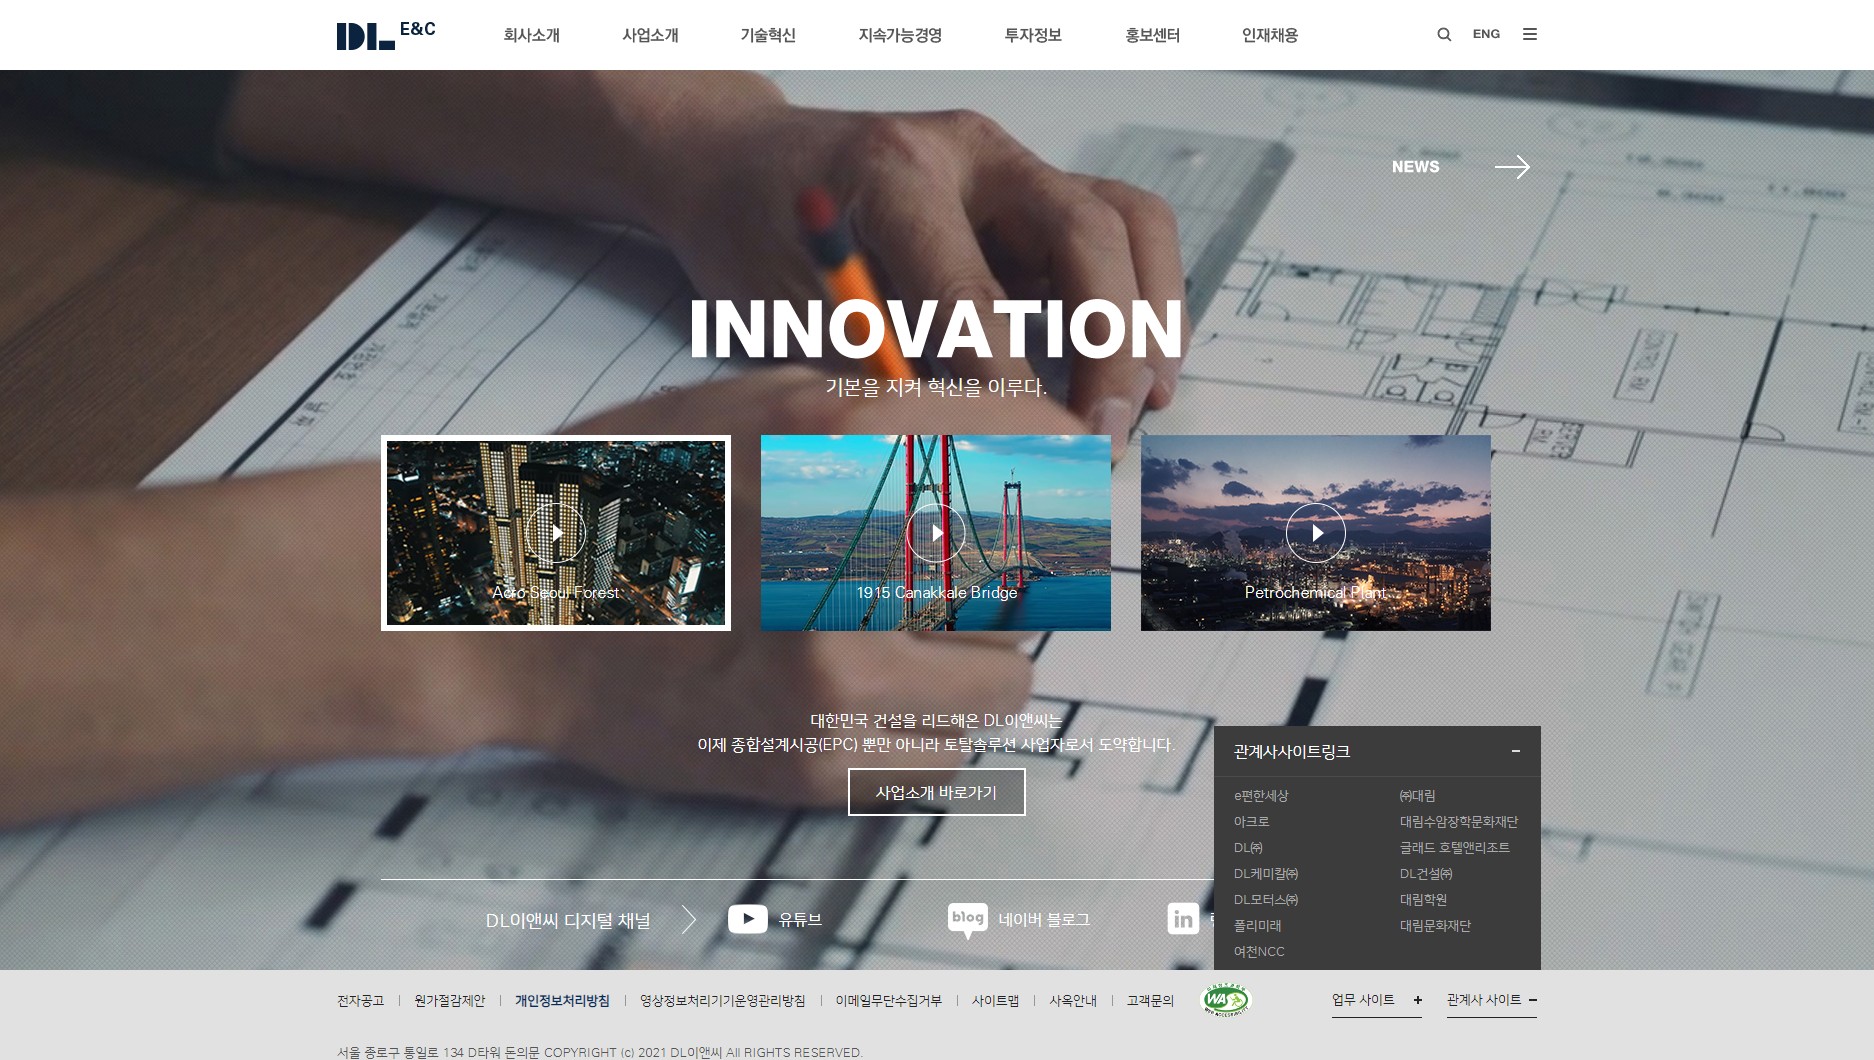 DL E&C
회사소개 사업소개 기술혁신 지속가능경영 투자정보 홍보센터 인재채용 ENG
NEWS
INNOVATION
기본을 지켜 혁신을 이루다.
Acro Seoul Forest
1915 Canakkale Bridge
Petrochemical Plant
대한민국 건설을 리드해온 DL이앤씨는
이제 종합설계시공(EPC) 뿐만 아니라 토탈솔루션 사업자로서 도약합니다.
사업소개 바로가기
DL이앤씨 디지털 채널
유튜브
blog 네이버 블로그
in
관계사사이트링크
e편한세상
아크로
DL㈜
DL케미칼㈜
DL모터스㈜
폴리미래
여천NCC
㈜대림
대림수암장학문화재단
글래드 호텔앤리조트
DL건설㈜
대림학원
대림문화재단
전자공고 원가절감제안 개인정보처리방침 영상정보처리기기운영관리방침 이메일무단수집거부 사이트맵 사옥안내 고객문의 WA 업무 사이트 관계사 사이트
서울 종로구 통일로 134 D타워 돈의문 COPYRIGHT (c) 2021 DL이앤씨 All RIGHTS RESERVED.